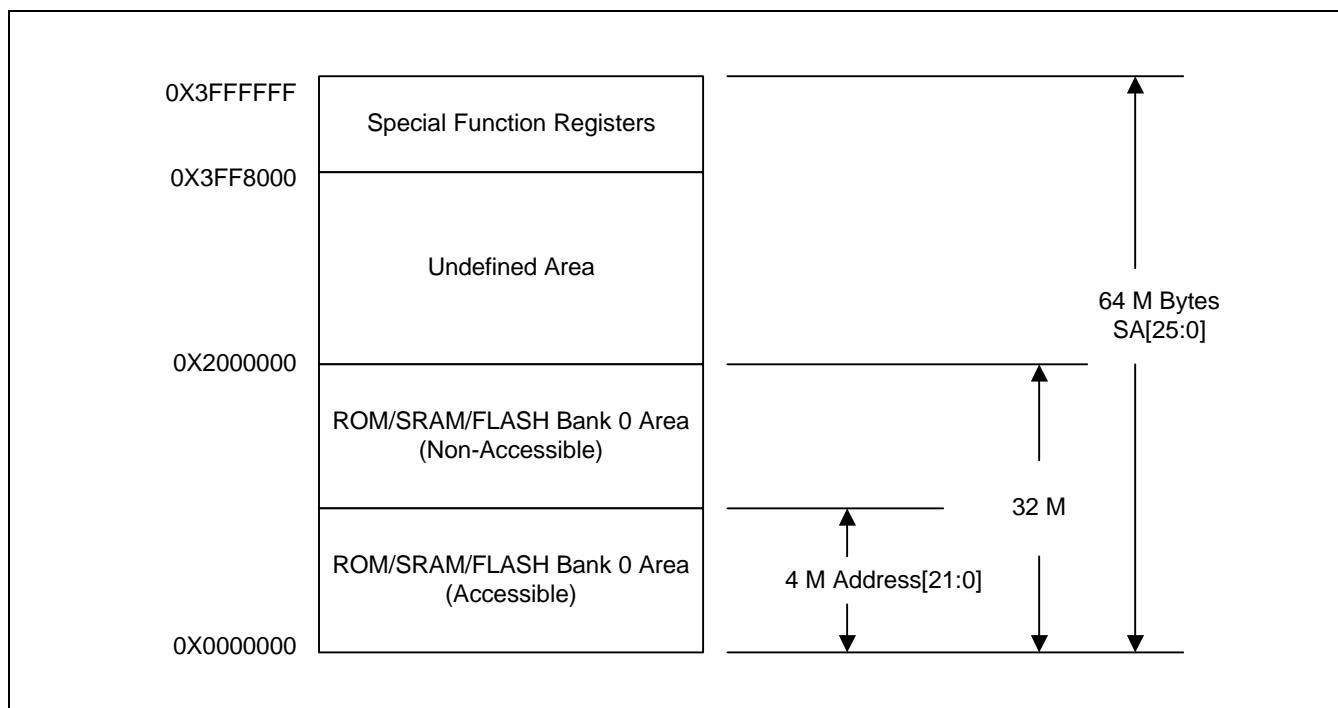 0X3FFFFFF
Special Function Registers
0X3FF8000
Undefined Area
64 M Bytes
SA[25:0]
0X2000000
ROM/SRAM/FLASH Bank 0 Area
(Non-Accessible)
32 M
ROM/SRAM/FLASH Bank 0 Area
(Accessible)
4 M Address[21:0]
0X0000000